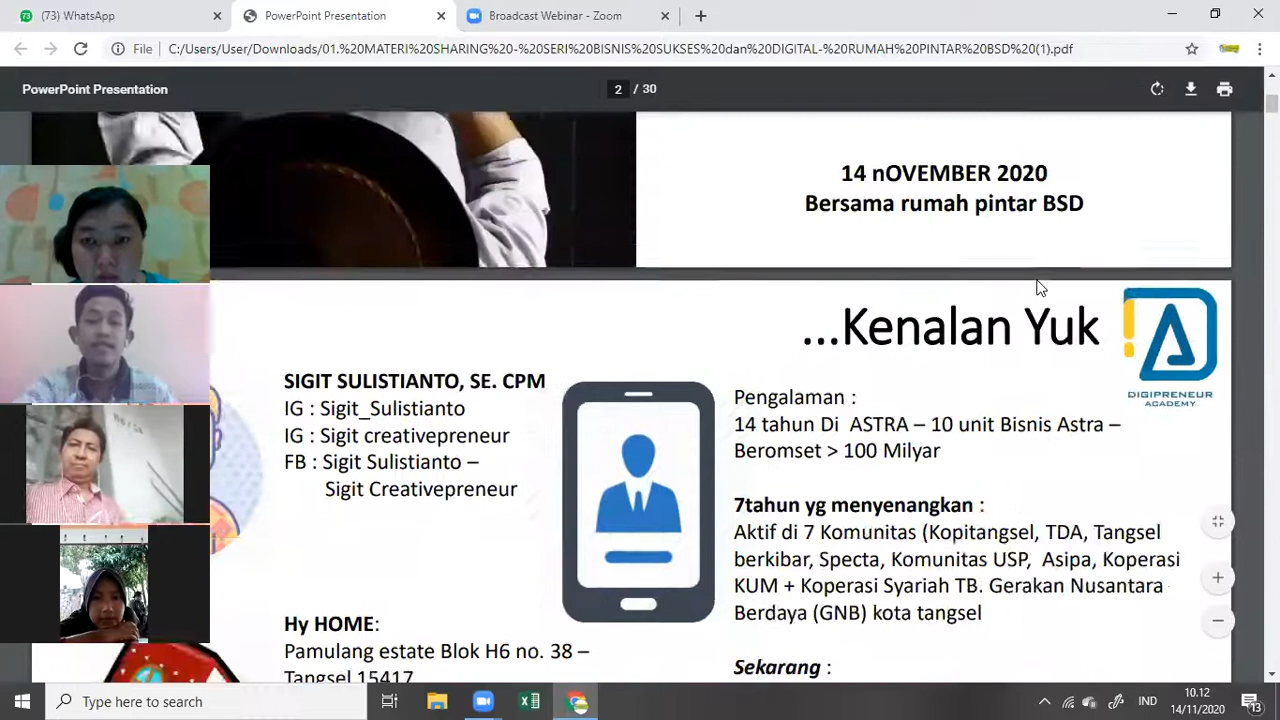 (73) WhatsApp
PowerPoint Presentation
Broadcast Webinar - Zoom
File
C:/Users/User/Downloads/01.%20MATERI%20SHARING%20-%20SERI%20BISNIS%20SUKSES%20dan%20DIGITAL-%20RUMAH%20PINTAR%20BSD%20(1).pdf
PowerPoint Presentation
2 / 30
14 nOVEMBER 2020
Bersama rumah pintar BSD
...Kenalan Yuk
DIGIPRENEUR
ACADEMY
SIGIT SULISTIANTO, SE. CPM
IG : Sigit_Sulistianto
IG : Sigit creativepreneur
FB : Sigit Sulistianto –
Sigit Creativepreneur
Hy HOME:
Pamulang estate Blok H6 no. 38 –
Tangsel 15417
Pengalaman :
14 tahun Di ASTRA – 10 unit Bisnis Astra –
Beromset > 100 Milyar
7tahun yg menyenangkan :
Aktif di 7 Komunitas (Kopitangsel, TDA, Tangsel
berkibar, Specta, Komunitas USP, Asipa, Koperasi
KUM + Koperasi Syariah TB. Gerakan Nusantara
Berdaya (GNB) kota tangsel
Sekarang :
Type here to search
IND
10.12
14/11/2020
13